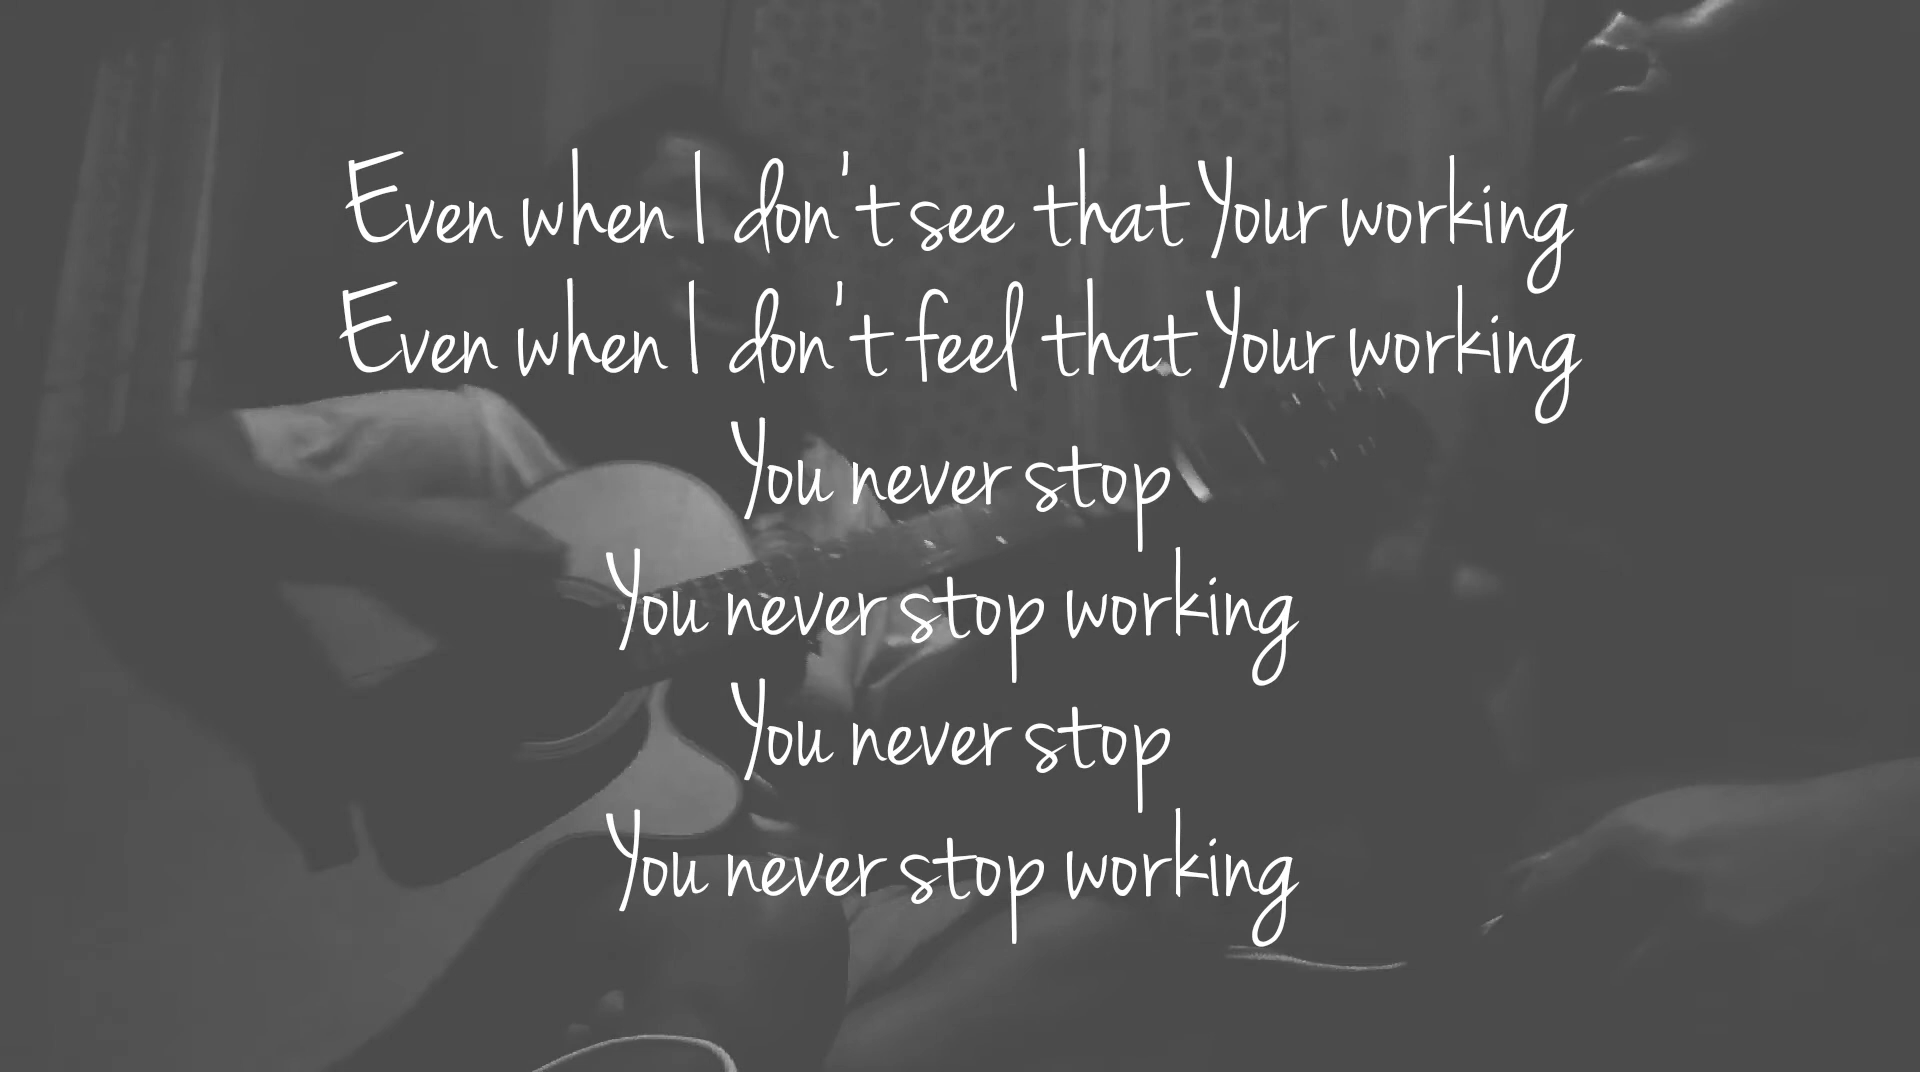 Even when I don't see that Your working
Even when I don't feel that Your working
You never stop
You never stop working
You never stop
You never stop working